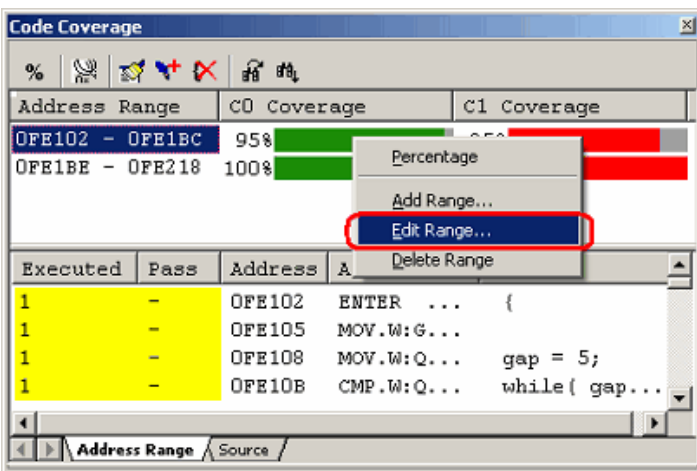 Code Coverage
%
Address Range C0 Coverage C1 Coverage
0FE102 - 0FE1BC 95%
0FE1BE - 0FE218 100%
Percentage
Add Range...
Edit Range...
Delete Range
Executed Pass Address A
1 - 0FE102 ENTER ... {
1 - 0FE105 MOV.W:G...
1 - 0FE108 MOV.W:Q... gap = 5;
1 - 0FE10B CMP.W:Q... while( gap...
Address Range Source